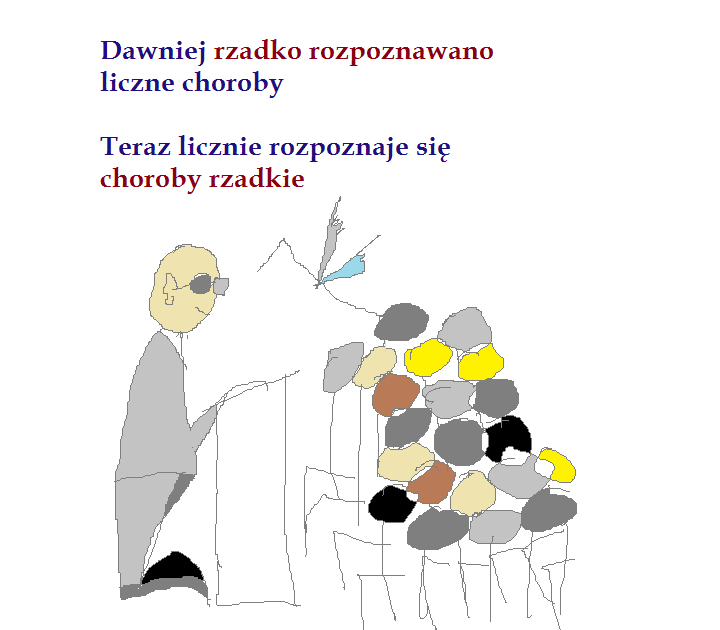 Dawniej rzadko rozpoznawano
liczne choroby
Teraz licznie rozpoznaje się
choroby rzadkie